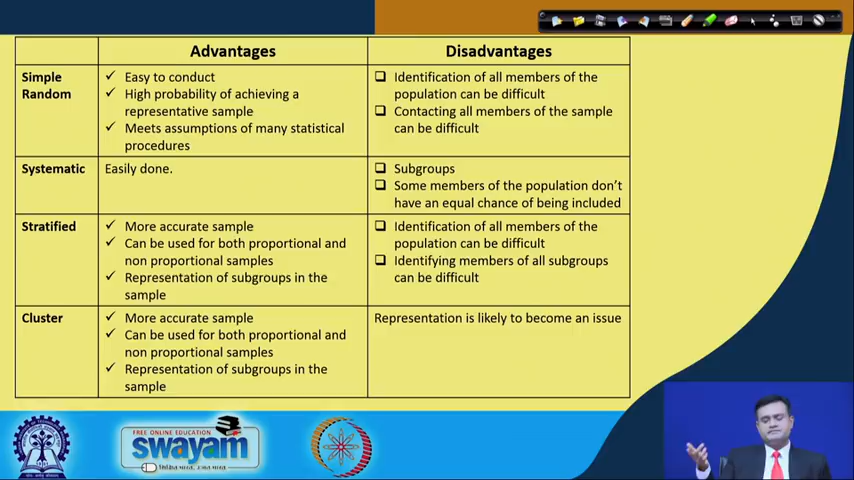 Advantages
Disadvantages
Simple
Random
Easy to conduct
High probability of achieving a
representative sample
Meets assumptions of many statistical
procedures
Identification of all members of the
population can be difficult
Contacting all members of the sample
can be difficult
Systematic
Easily done.
Subgroups
Some members of the population don't
have an equal chance of being included
Stratified
More accurate sample
Can be used for both proportional and
non proportional samples
Representation of subgroups in the
sample
Identification of all members of the
population can be difficult
Identifying members of all subgroups
can be difficult
Cluster
More accurate sample
Can be used for both proportional and
non proportional samples
Representation of subgroups in the
sample
Representation is likely to become an issue
FREE ONLINE EDUCATION
swayam